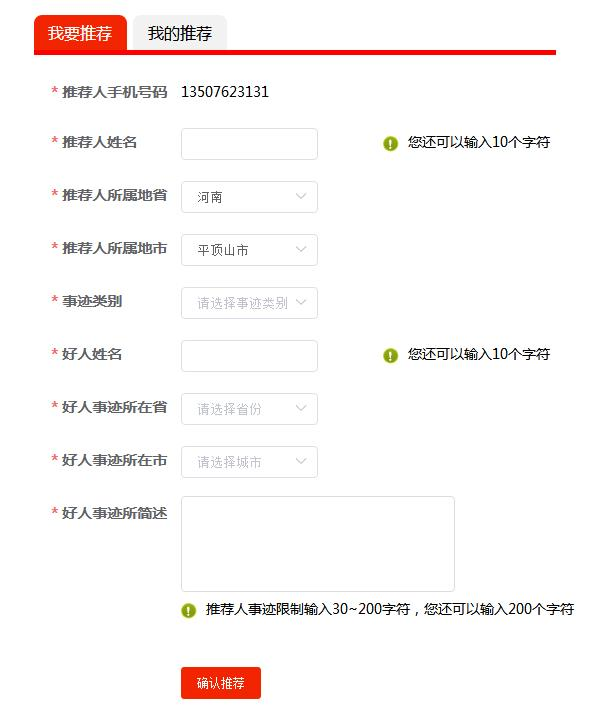 我要推荐 我的推荐
* 推荐人手机号码 13507623131
* 推荐人姓名 您还可以输入10个字符
* 推荐人所属地省 河南
* 推荐人所属地市 平顶山市
* 事迹类别 请选择事迹类别
* 好人姓名 您还可以输入10个字符
* 好人事迹所在省 请选择省份
* 好人事迹所在市 请选择城市
* 好人事迹所简述
推荐人事迹限制输入30~200字符，您还可以输入200个字符
确认推荐